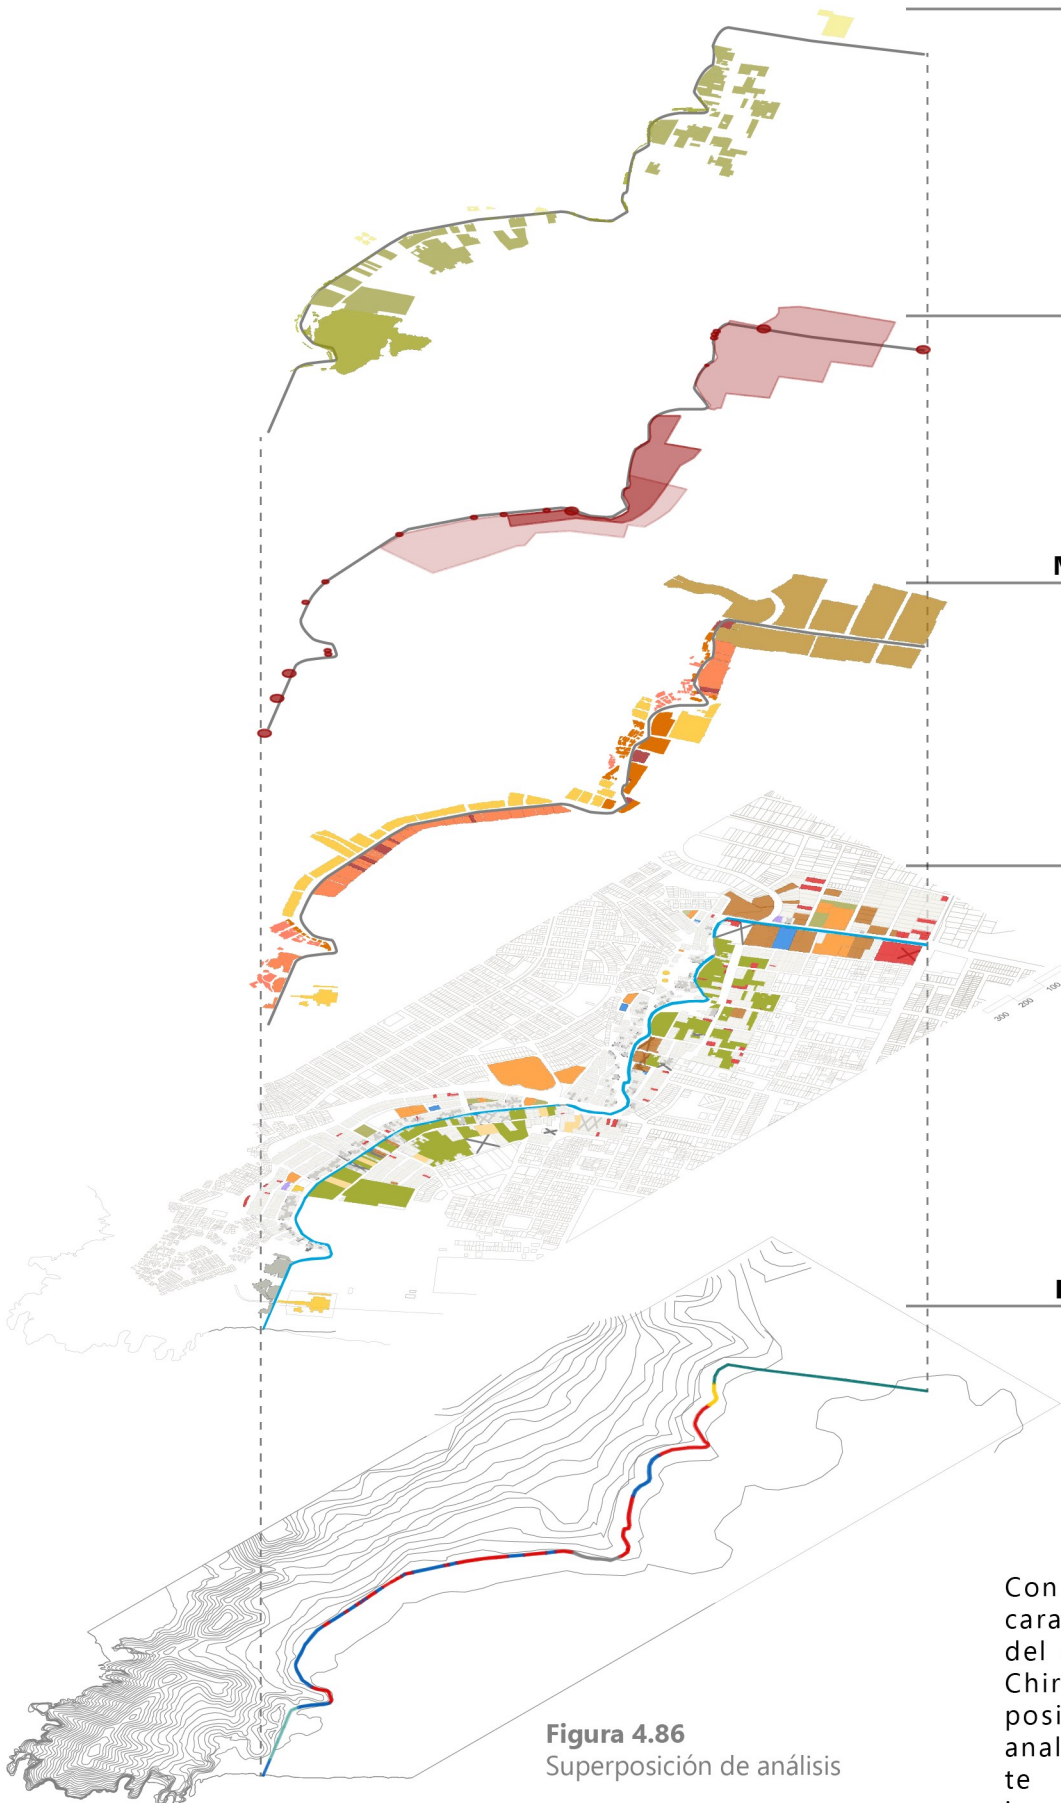 M
300 200 100
Figura 4.86
Superposición de análisis
Con
cara
del
Chir
posi
anal
te